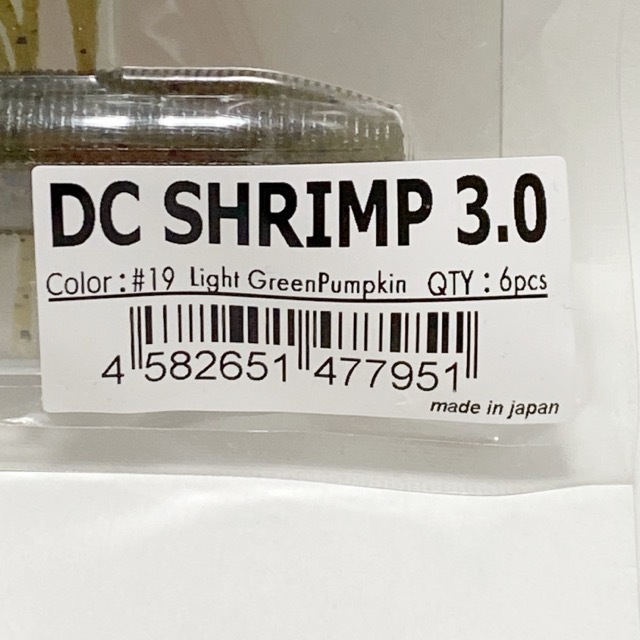 DC SHRIMP 3.0
Color : #19 Light GreenPumpkin QTY : 6pcs
4 582651 477951
made in japan